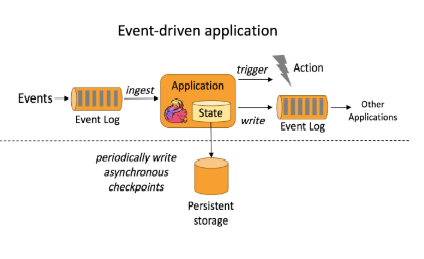 Event-driven application
Events
Event Log
ingest
Application
State
trigger
Action
write
Event Log
Other
Applications
periodically write
asynchronous
checkpoints
Persistent
storage